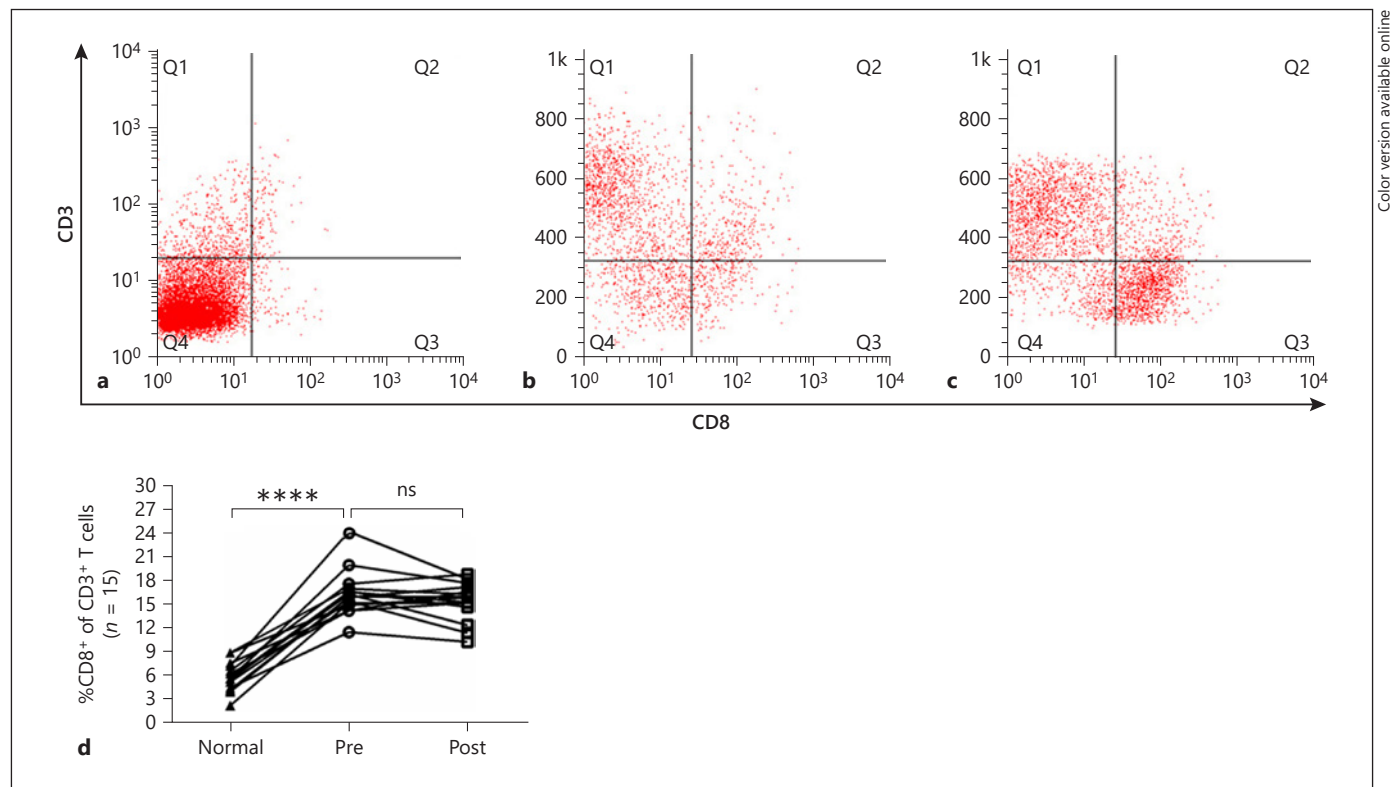 Color version available online
CD3
10⁴
10³
10²
10¹
10⁰
Q1
Q2
Q4
Q3
10⁰ 10¹ 10² 10³ 10⁴
a
1k
800
600
400
200
0
Q1
Q2
Q4
Q3
10⁰ 10¹ 10² 10³ 10⁴
b
1k
800
600
400
200
0
Q1
Q2
Q4
Q3
10⁰ 10¹ 10² 10³ 10⁴
c
CD8
%CD8⁺ of CD3⁺ T cells
(n = 15)
30
27
24
21
18
15
12
9
6
3
0
****
ns
Normal Pre Post
d